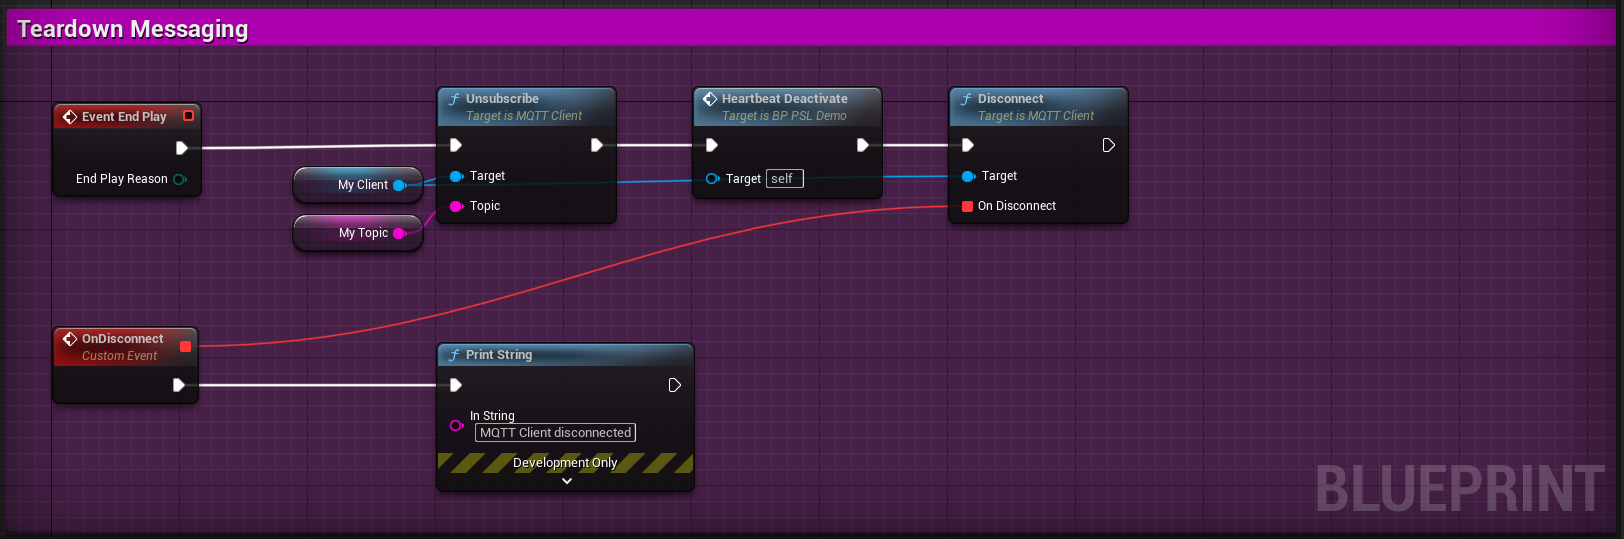 Teardown Messaging
Event End Play
End Play Reason
My Client
My Topic
Unsubscribe
Target is MQTT Client
Target
Topic
Heartbeat Deactivate
Target is BP PSL Demo
Target self
Disconnect
Target is MQTT Client
Target
On Disconnect
OnDisconnect
Custom Event
Print String
In String
MQTT Client disconnected
Development Only
BLUEPRINT